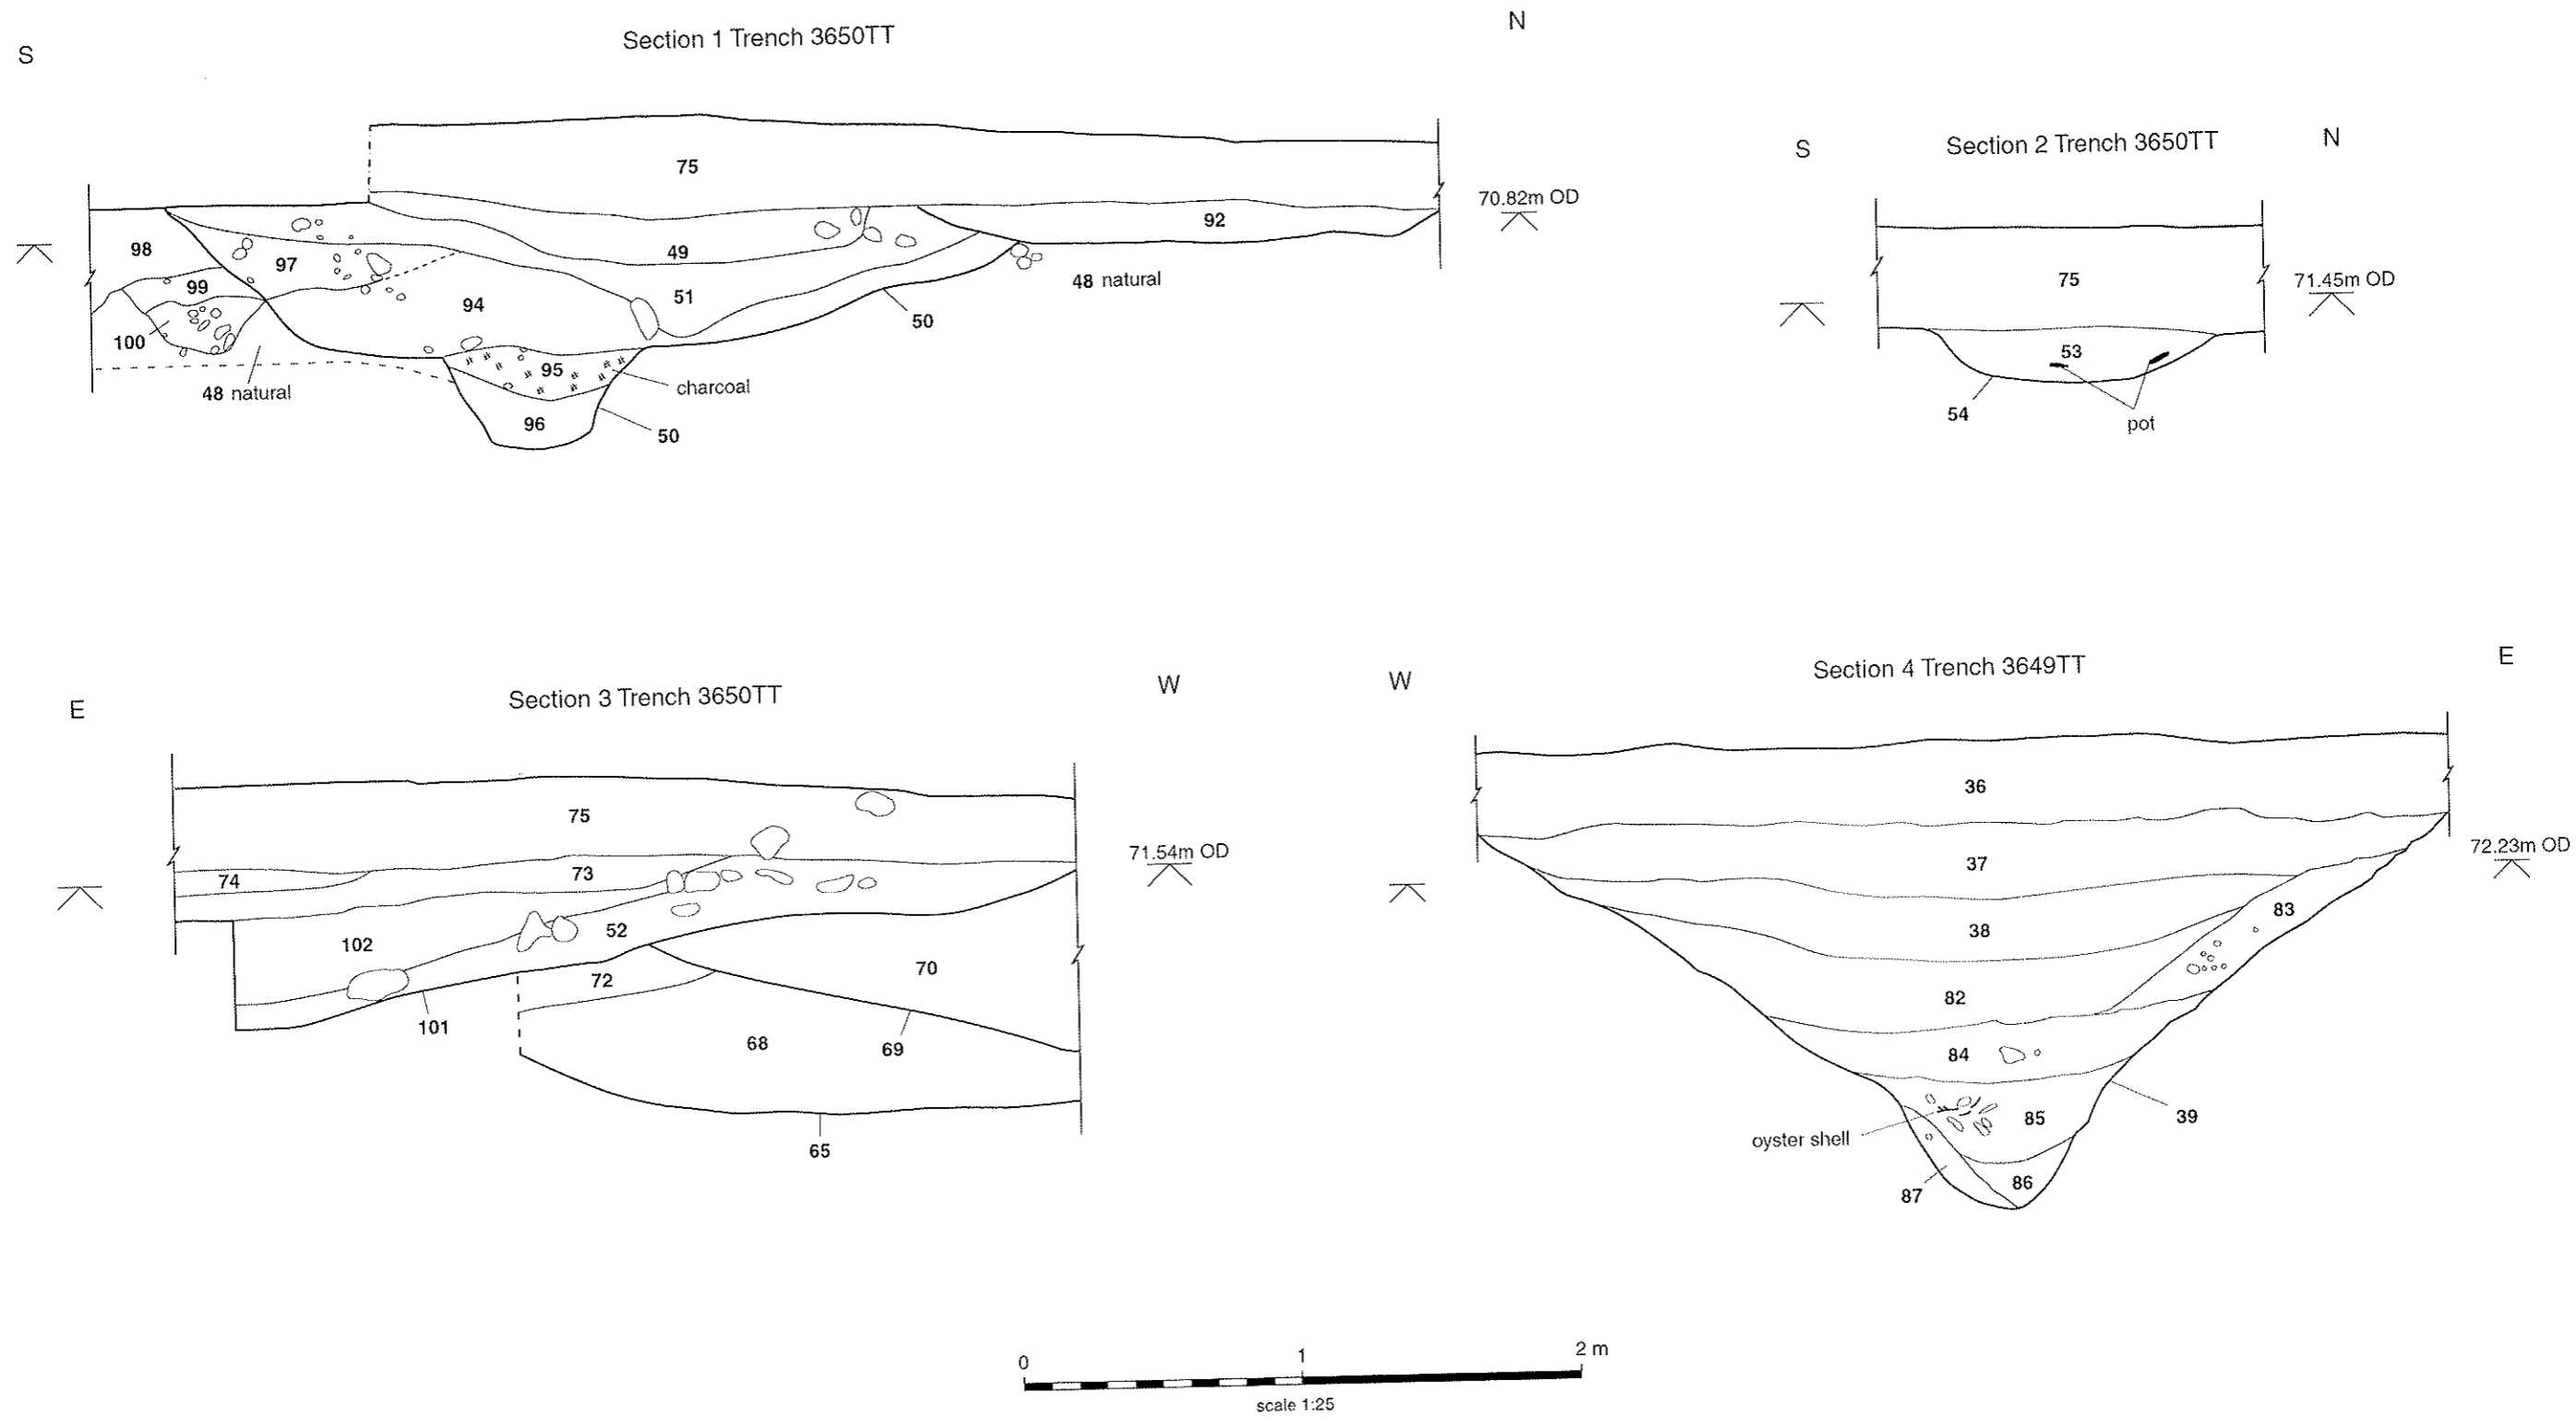 S
Section 1 Trench 3650TT
N
75
70.82m OD
92
98
49
97
48 natural
99
94
51
50
100
95
charcoal
48 natural
96
50
S
Section 2 Trench 3650TT
N
75
71.45m OD
53
54
pot
E
Section 3 Trench 3650TT
W
75
71.54m OD
74
73
52
102
72
70
101
68
69
65
W
Section 4 Trench 3649TT
E
36
72.23m OD
37
83
38
82
84
85
39
oyster shell
86
87
0
1
2 m
scale 1:25